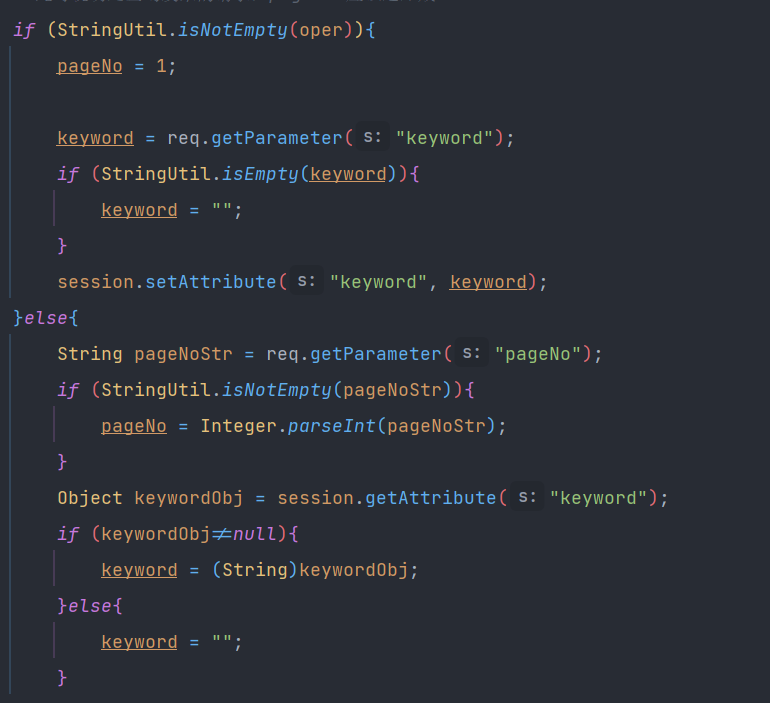 if (StringUtil.isNotEmpty(oper)){
pageNo = 1;
keyword = req.getParameter( s: "keyword");
if (StringUtil.isEmpty(keyword)){
keyword = "";
}
session.setAttribute( s: "keyword", keyword);
}else{
String pageNoStr = req.getParameter( s: "pageNo");
if (StringUtil.isNotEmpty(pageNoStr)){
pageNo = Integer.parseInt(pageNoStr);
}
Object keywordObj = session.getAttribute( s: "keyword");
if (keywordObj≠null){
keyword = (String)keywordObj;
}else{
keyword = "";
}